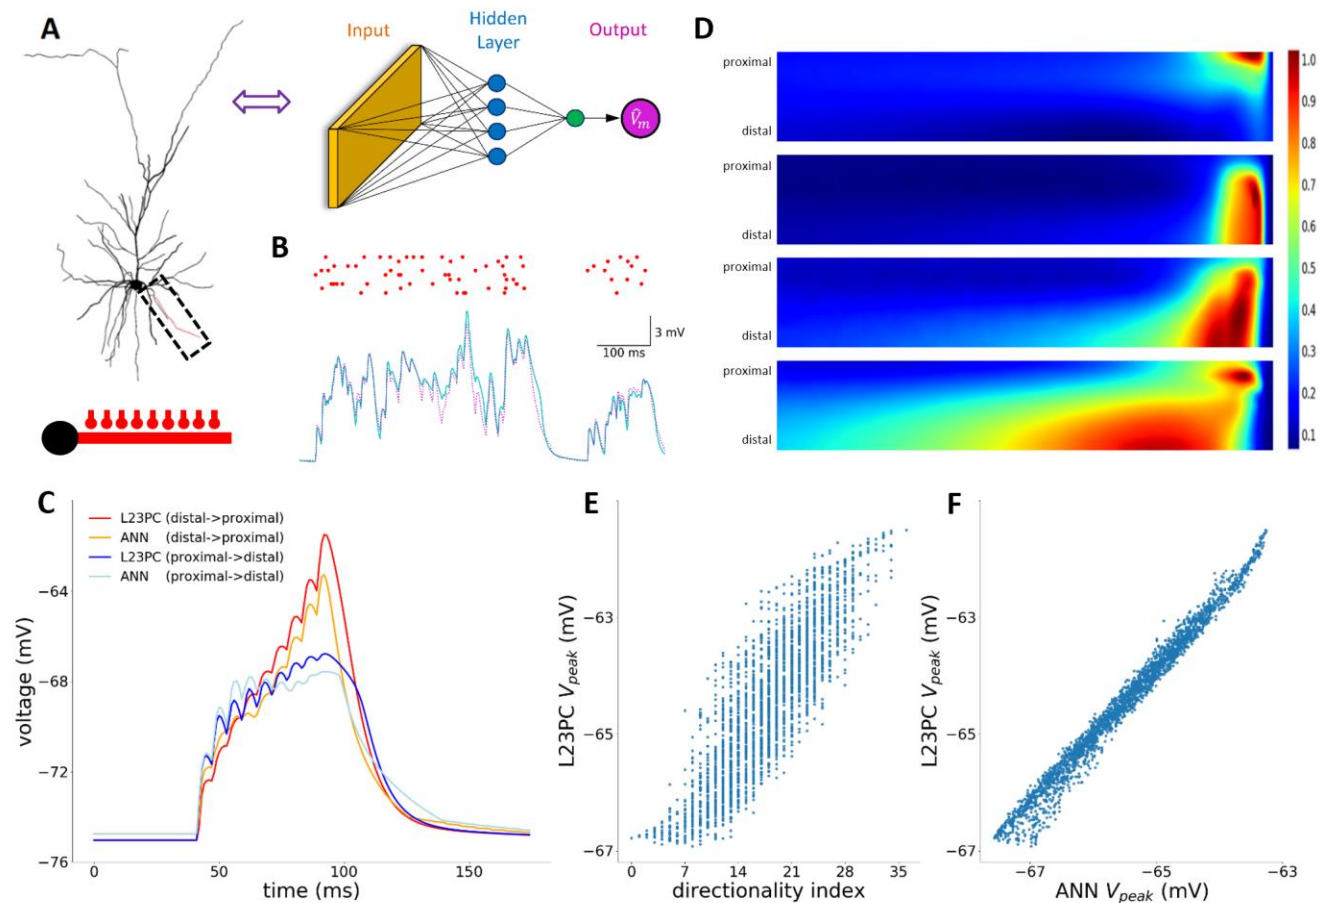 A
Input
Hidden
Layer
Output
V̂m
B
3 mV
100 ms
D
proximal
distal
proximal
distal
proximal
distal
proximal
distal
1.0
0.9
0.8
0.7
0.6
0.5
0.4
0.3
0.2
0.1
C
L23PC (distal->proximal)
ANN (distal->proximal)
L23PC (proximal->distal)
ANN (proximal->distal)
−64
−68
−72
−76
voltage (mV)
0
50
100
150
time (ms)
E
L23PC Vpeak (mV)
−63
−65
−67
0
7
14
21
28
35
directionality index
F
L23PC Vpeak (mV)
−63
−65
−67
−67
−65
−63
ANN Vpeak (mV)